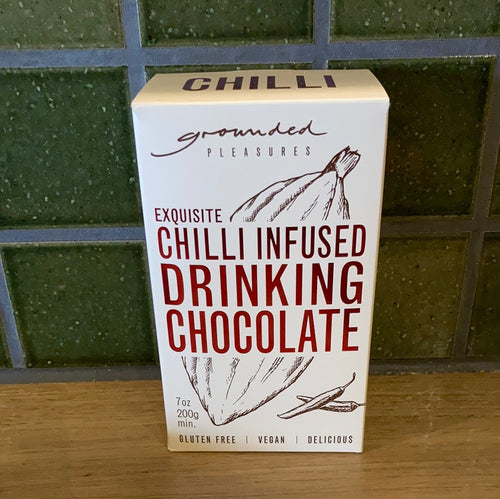 CHILLI
grounded
PLEASURES
EXQUISITE
CHILLI INFUSED
DRINKING
CHOCOLATE
7oz
200g
min.
GLUTEN FREE | VEGAN | DELICIOUS